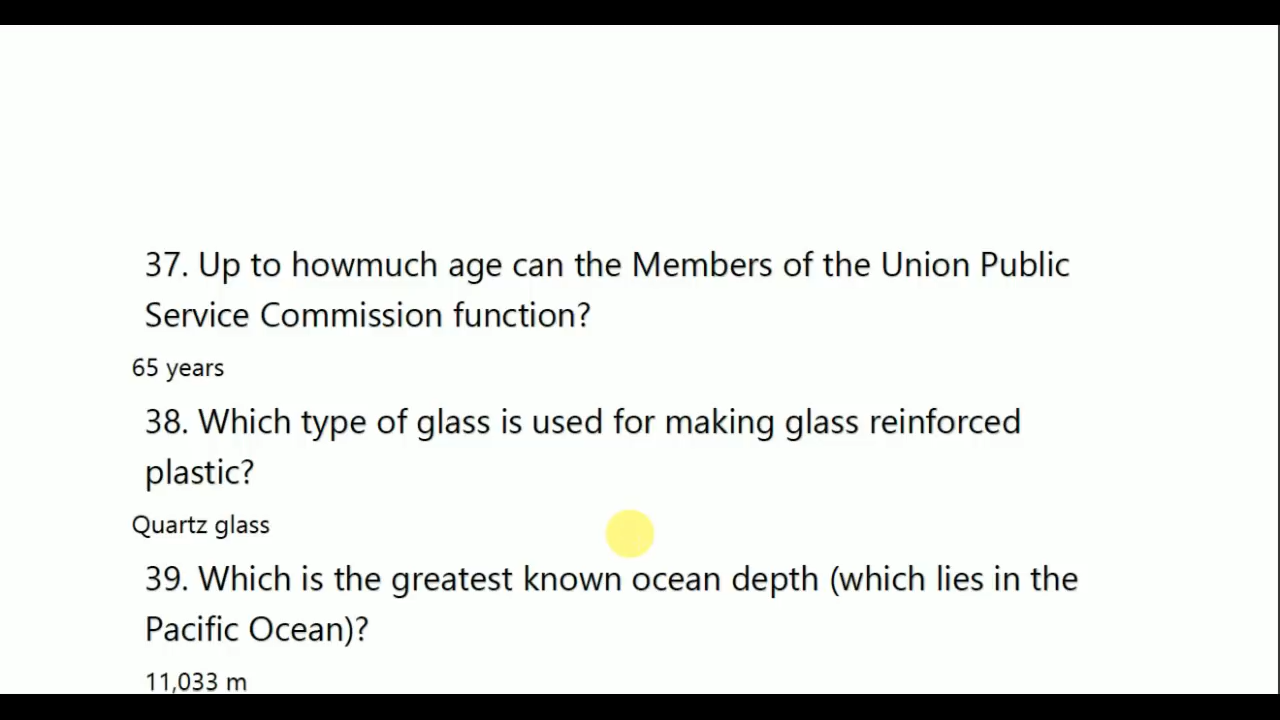 37. Up to howmuch age can the Members of the Union Public
Service Commission function?
65 years
38. Which type of glass is used for making glass reinforced
plastic?
Quartz glass
39. Which is the greatest known ocean depth (which lies in the
Pacific Ocean)?
11,033 m